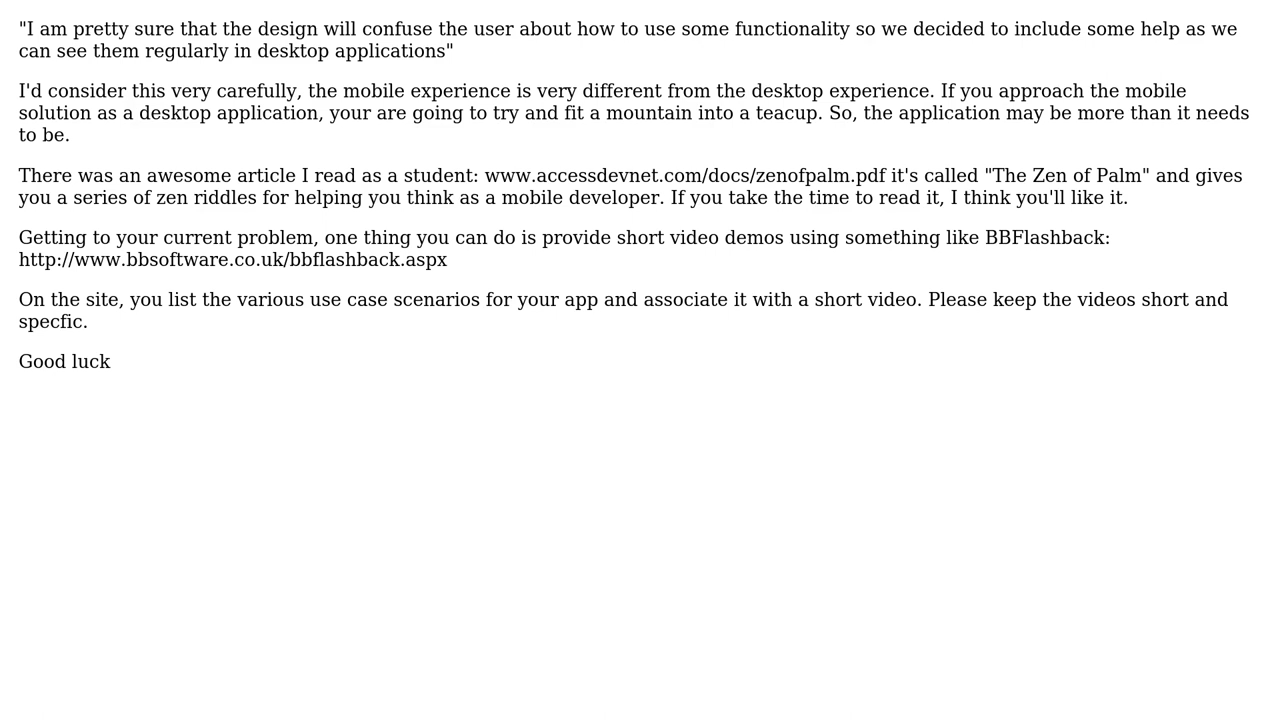 "I am pretty sure that the design will confuse the user about how to use some functionality so we decided to include some help as we
can see them regularly in desktop applications"
I'd consider this very carefully, the mobile experience is very different from the desktop experience. If you approach the mobile
solution as a desktop application, your are going to try and fit a mountain into a teacup. So, the application may be more than it needs
to be.
There was an awesome article I read as a student: www.accessdevnet.com/docs/zenofpalm.pdf it's called "The Zen of Palm" and gives
you a series of zen riddles for helping you think as a mobile developer. If you take the time to read it, I think you'll like it.
Getting to your current problem, one thing you can do is provide short video demos using something like BBFlashback:
http://www.bbsoftware.co.uk/bbflashback.aspx
On the site, you list the various use case scenarios for your app and associate it with a short video. Please keep the videos short and
specfic.
Good luck